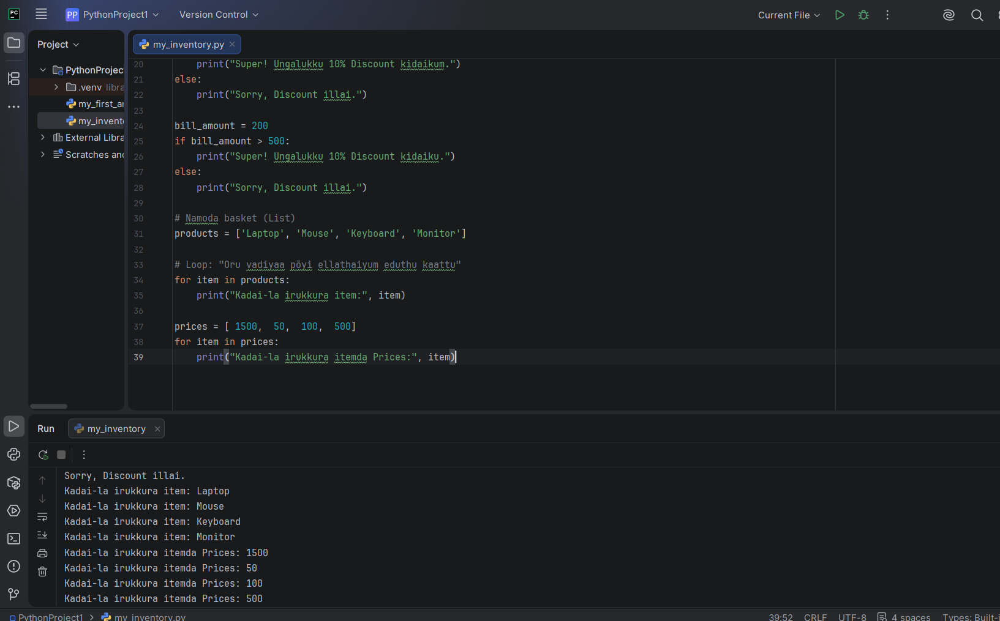 PC
PP PythonProject1
Version Control
Current File
Project
my_inventory.py
PythonProjec
.venv libra
my_first_a
my_invent
External Libra
Scratches and
20 print("Super! Ungalukku 10% Discount kidaikum.")
21 else:
22 print("Sorry, Discount illai.")
23
24 bill_amount = 200
25 if bill_amount > 500:
26 print("Super! Ungalukku 10% Discount kidaiku.")
27 else:
28 print("Sorry, Discount illai.")
29
30 # Namoda basket (List)
31 products = ['Laptop', 'Mouse', 'Keyboard', 'Monitor']
32
33 # Loop: "Oru vadiyaa pōyi ellathaiyum eduthu kaattu"
34 for item in products:
35 print("Kadai-la irukkura item:", item)
36
37 prices = [ 1500, 50, 100, 500]
38 for item in prices:
39 print("Kadai-la irukkura itemda Prices:", item)
Run
my_inventory
Sorry, Discount illai.
Kadai-la irukkura item: Laptop
Kadai-la irukkura item: Mouse
Kadai-la irukkura item: Keyboard
Kadai-la irukkura item: Monitor
Kadai-la irukkura itemda Prices: 1500
Kadai-la irukkura itemda Prices: 50
Kadai-la irukkura itemda Prices: 100
Kadai-la irukkura itemda Prices: 500
PythonProject1 > my_inventory.py
39:52 CRLF UTF-8 4 spaces Types: Built-i